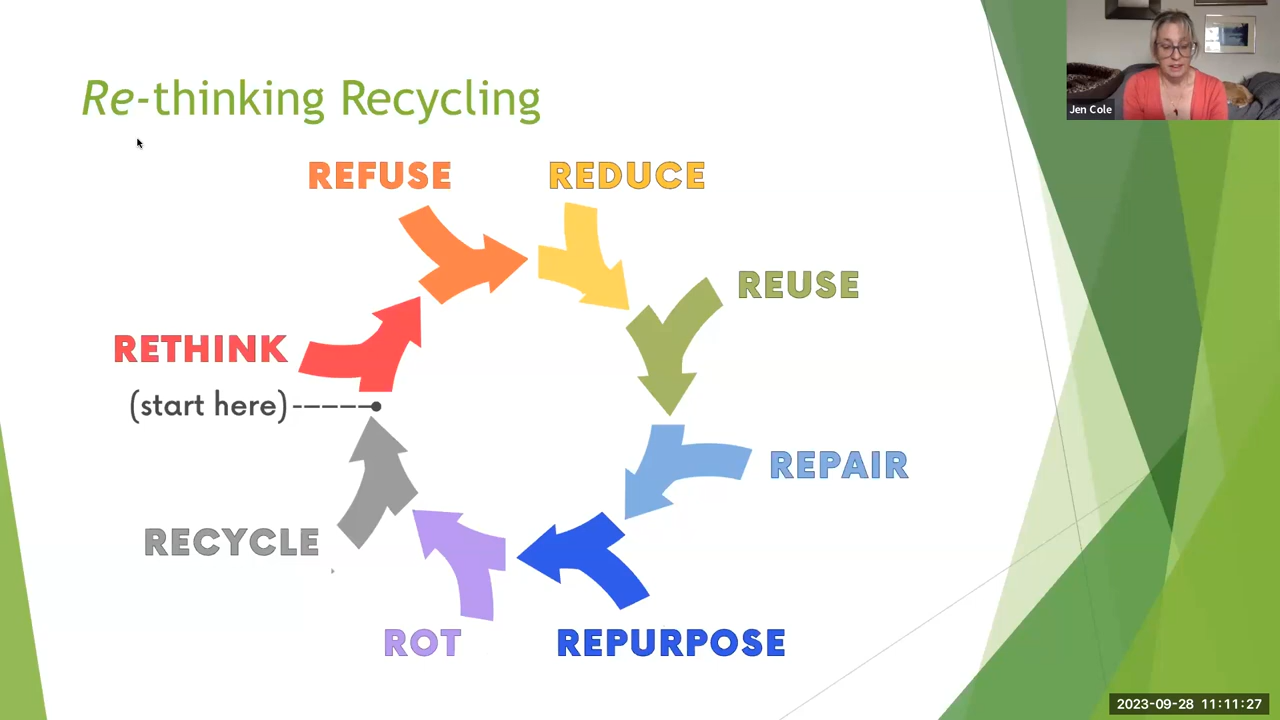 Re-thinking Recycling
Jen Cole
REFUSE
REDUCE
REUSE
RETHINK
(start here)
REPAIR
RECYCLE
ROT
REPURPOSE
2023-09-28 11:11:27